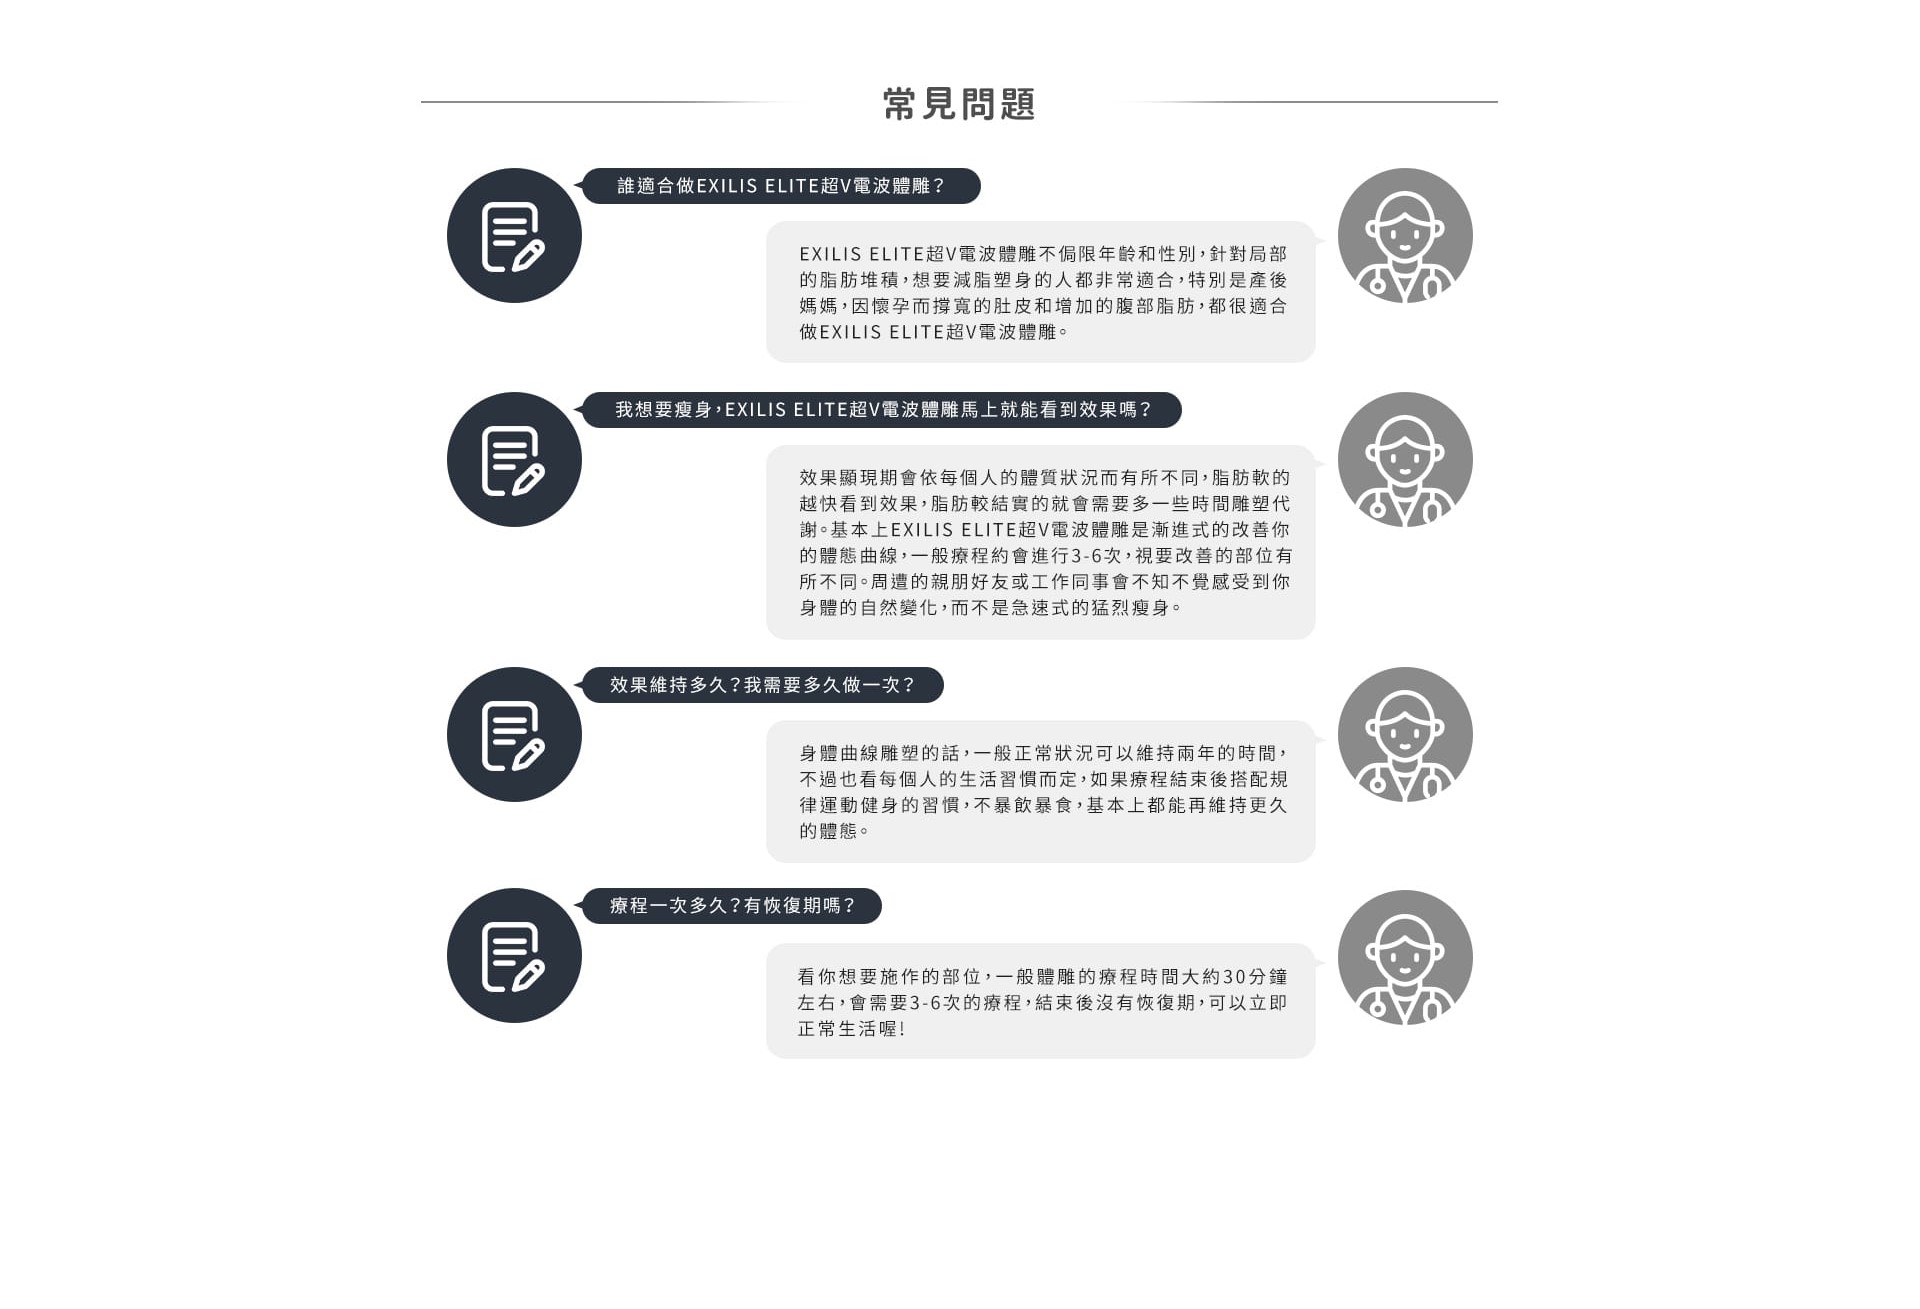 常見問題
誰適合做EXILIS ELITE超V電波體雕？
EXILIS ELITE超V電波體雕不侷限年齡和性別，針對局部
的脂肪堆積，想要減脂塑身的人都非常適合，特別是產後
媽媽，因懷孕而撐寬的肚皮和增加的腹部脂肪，都很適合
做EXILIS ELITE超V電波體雕。
我想要瘦身，EXILIS ELITE超V電波體雕馬上就能看到效果嗎？
效果顯現期會依每個人的體質狀況而有所不同，脂肪軟的
越快看到效果，脂肪較結實的就會需要多一些時間雕塑代
謝。基本上EXILIS ELITE超V電波體雕是漸進式的改善你
的體態曲線，一般療程約會進行3-6次，視要改善的部位有
所不同。周遭的親朋好友或工作同事會不知不覺感受到你
身體的自然變化，而不是急速式的猛烈瘦身。
效果維持多久？我需要多久做一次？
身體曲線雕塑的話，一般正常狀況可以維持兩年的時間，
不過也看每個人的生活習慣而定，如果療程結束後搭配規
律運動健身的習慣，不暴飲暴食，基本上都能再維持更久
的體態。
療程一次多久？有恢復期嗎？
看你想要施作的部位，一般體雕的療程時間大約30分鐘
左右，會需要3-6次的療程，結束後沒有恢復期，可以立即
正常生活喔！